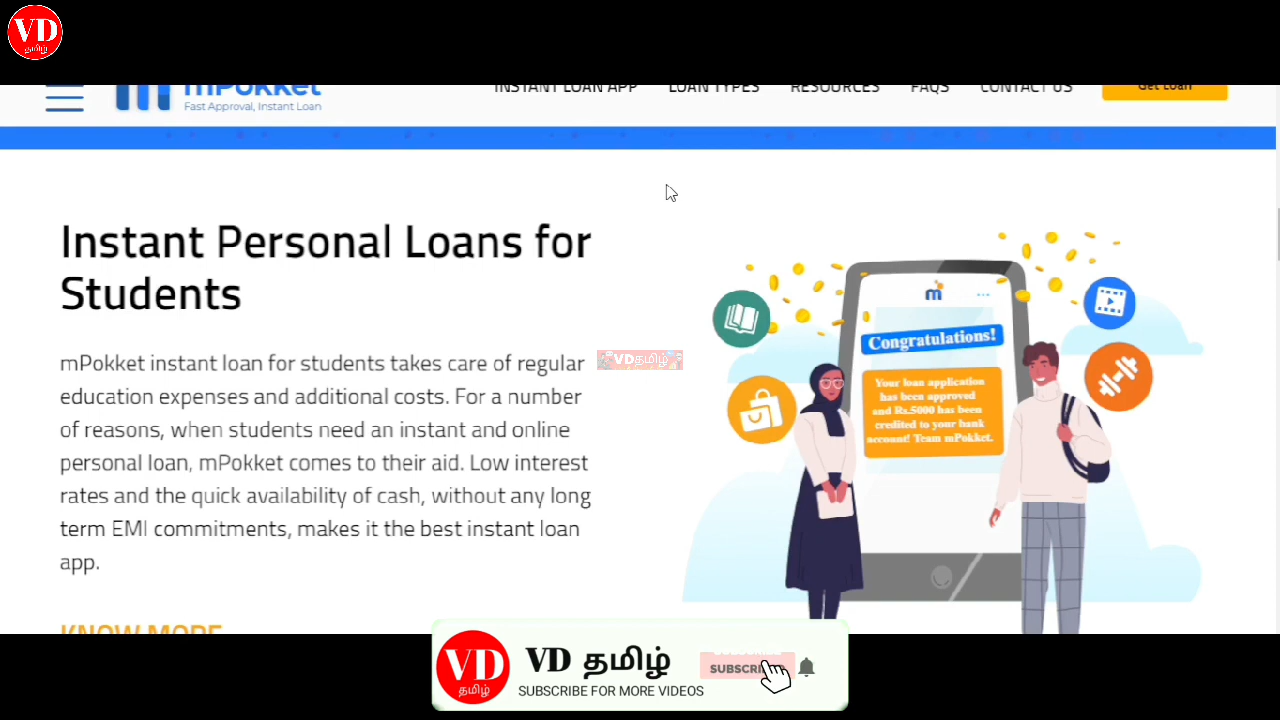 VD
தமிழ்
mPokket
Fast Approval, Instant Loan
INSTANT LOAN APP
LOAN TYPES
RESOURCES
FAQS
CONTACT US
Get Loan
Instant Personal Loans for
Students
mPokket instant loan for students takes care of regular
education expenses and additional costs. For a number
of reasons, when students need an instant and online
personal loan, mPokket comes to their aid. Low interest
rates and the quick availability of cash, without any long
term EMI commitments, makes it the best instant loan
app.
KNOW MORE
VD தமிழ்
m
Congratulations!
Your loan application
has been approved
and Rs.5000 has been
credited to your bank
account! Team mPokket.
VD
தமிழ்
VD தமிழ்
SUBSCRIBE FOR MORE VIDEOS
SUBSCRIBE